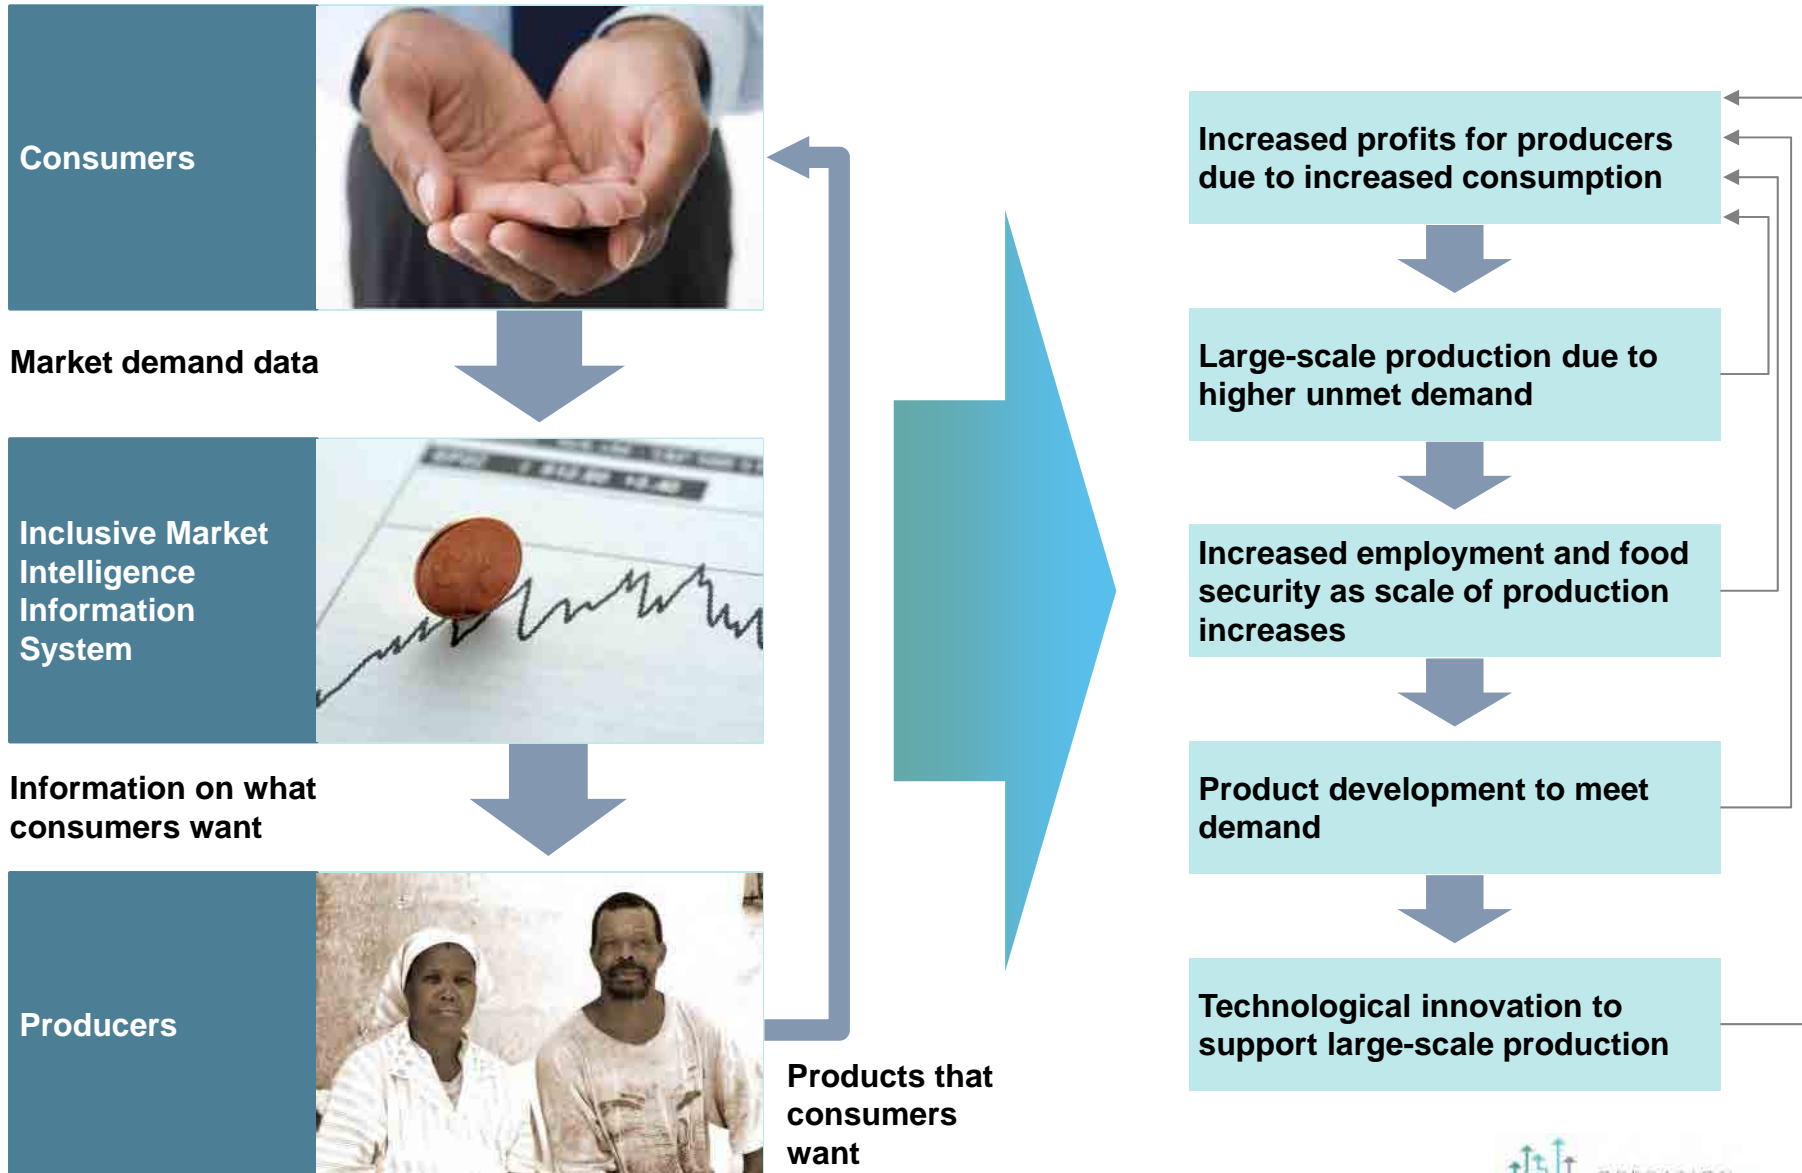 Consumers
Market demand data
Inclusive Market
Intelligence
Information
System
Information on what
consumers want
Producers
Products that
consumers
want
Increased profits for producers
due to increased consumption
Large-scale production due to
higher unmet demand
Increased employment and food
security as scale of production
increases
Product development to meet
demand
Technological innovation to
support large-scale production